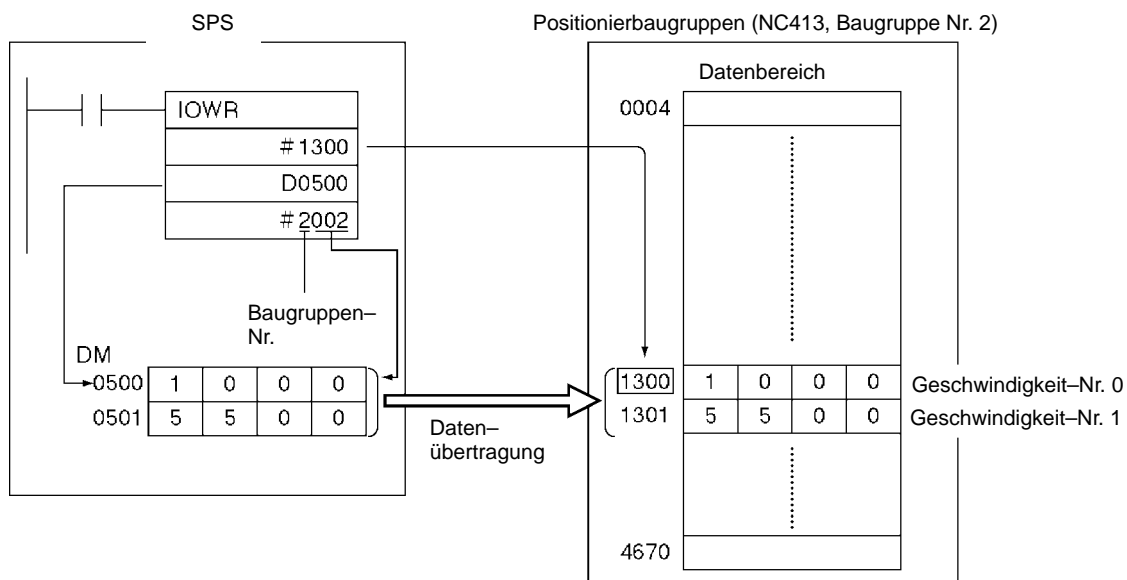 SPS
Positionierbaugruppen (NC413, Baugruppe Nr. 2)
Datenbereich
0004
IOWR
#1300
D0500
#2002
Baugruppen–
Nr.
DM
0500 1 0 0 0
0501 5 5 0 0
Daten–
übertragung
1300 1 0 0 0 Geschwindigkeit–Nr. 0
1301 5 5 0 0 Geschwindigkeit–Nr. 1
4670